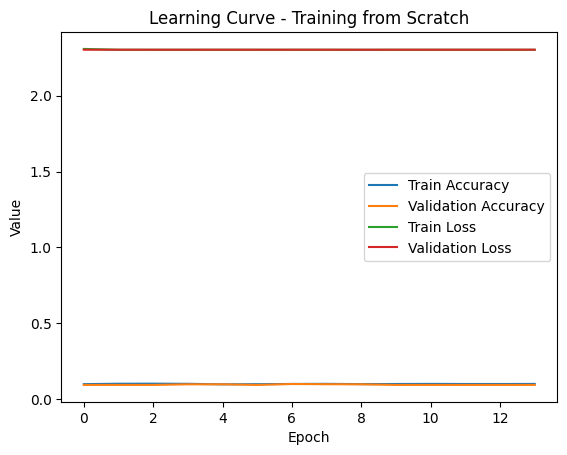 Learning Curve - Training from Scratch
2.0
1.5
1.0
0.5
0.0
Value
Train Accuracy
Validation Accuracy
Train Loss
Validation Loss
0 2 4 6 8 10 12
Epoch